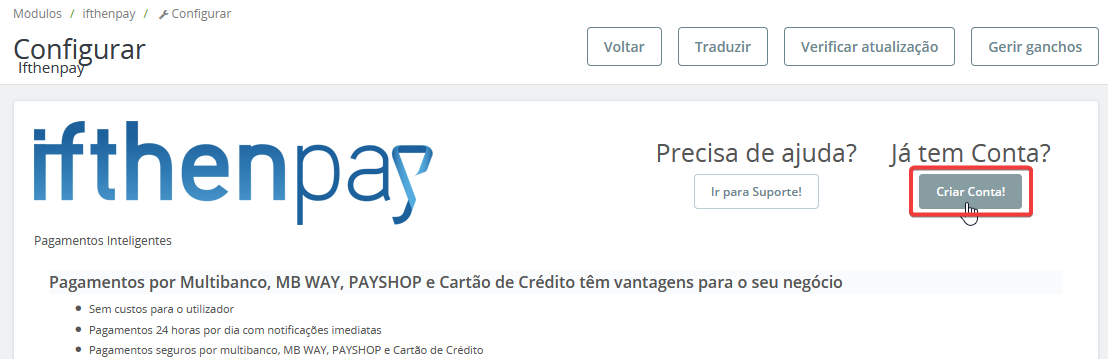 Módulos / ifthenpay / Configurar
Configurar
Ifthenpay
Voltar
Traduzir
Verificar atualização
Gerir ganchos
ifthenpay
Precisa de ajuda?
Já tem Conta?
Ir para Suporte!
Criar Conta!
Pagamentos Inteligentes
Pagamentos por Multibanco, MB WAY, PAYSHOP e Cartão de Crédito têm vantagens para o seu negócio
Sem custos para o utilizador
Pagamentos 24 horas por dia com notificações imediatas
Pagamentos seguros por multibanco, MB WAY, PAYSHOP e Cartão de Crédito